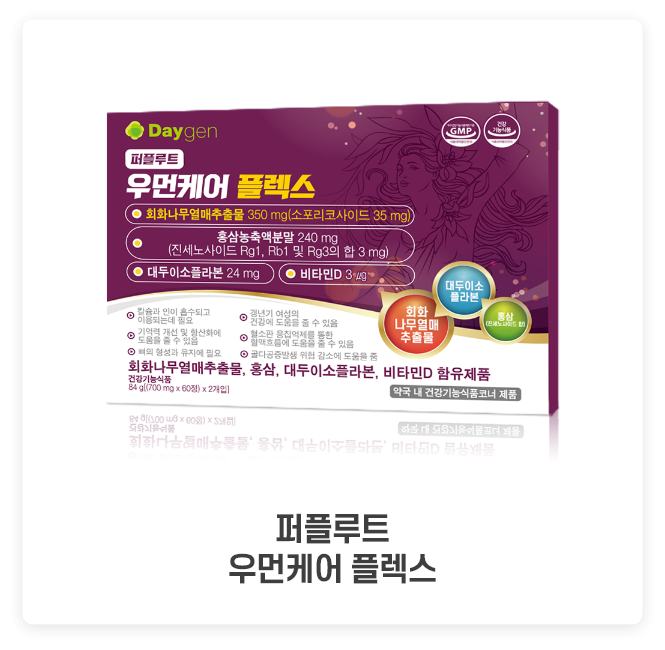 Daygen
GMP
건강
기능식품
퍼플루트
우먼케어 플렉스
회화나무열매추출물 350 mg(소포리코사이드 35 mg)
홍삼농축액분말 240 mg
(진세노사이드 Rg1, Rb1 및 Rg3의 합 3 mg)
대두이소플라본 24 mg
비타민D 3 ㎍
대두이소
플라본
회화
나무열매
추출물
홍삼
(진세노사이드 합)
칼슘과 인이 흡수되고
이용되는데 필요
기억력 개선 및 항산화에
도움을 줄 수 있음
뼈의 형성과 유지에 필요
갱년기 여성의
건강에 도움을 줄 수 있음
혈소판 응집억제를 통한
혈액흐름에 도움을 줄 수 있음
골다공증발생 위험 감소에 도움을 줌
회화나무열매추출물, 홍삼, 대두이소플라본, 비타민D 함유제품
건강기능식품
84 g[(700 mg x 60정) x 2개입]
약국 내 건강기능식품코너 제품
퍼플루트
우먼케어 플렉스